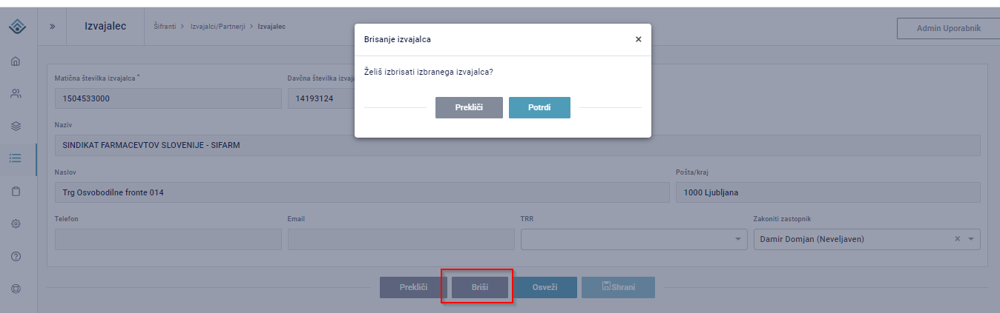 Izvajalec
Šifranti > Izvajalci/Partnerji > Izvajalec
Admin Uporabnik
Brisanje izvajalca
×
Želiš izbrisati izbranega izvajalca?
Prekliči
Potrdi
Matična številka izvajalca *
1504533000
Davčna številka
14193124
Naziv
SINDIKAT FARMACEVTOV SLOVENIJE - SIFARM
Naslov
Trg Osvobodilne fronte 014
Pošta/kraj
1000 Ljubljana
Telefon
Email
TRR
Zakoniti zastopnik
Damir Domjan (Neveljaven)
×
Prekliči
Briši
Osveži
Shrani